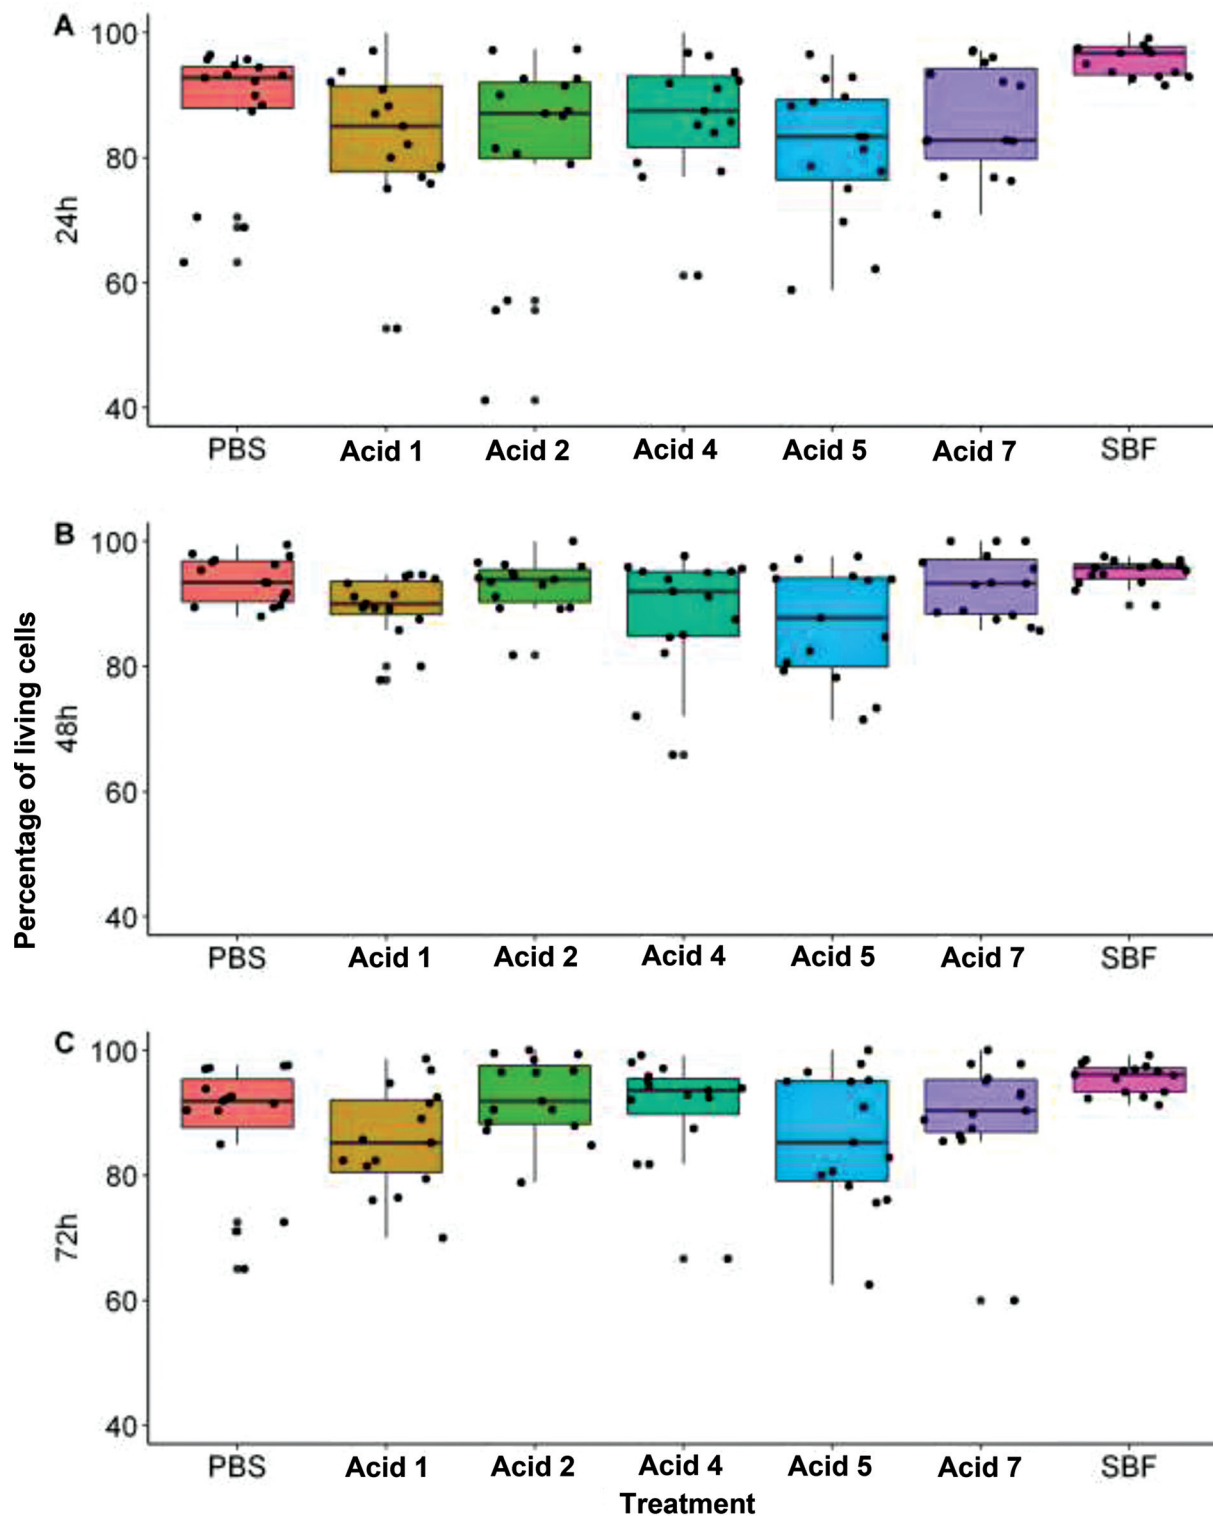 A
100
80
60
40
24h
PBS Acid 1 Acid 2 Acid 4 Acid 5 Acid 7 SBF
B
100
80
60
40
48h
Percentage of living cells
PBS Acid 1 Acid 2 Acid 4 Acid 5 Acid 7 SBF
C
100
80
60
40
72h
PBS Acid 1 Acid 2 Acid 4 Acid 5 Acid 7 SBF
Treatment